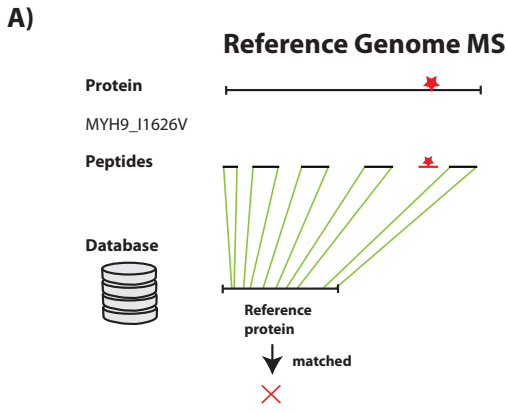 A)
Reference Genome MS
Protein
MYH9_I1626V
Peptides
Database
Reference
protein
matched